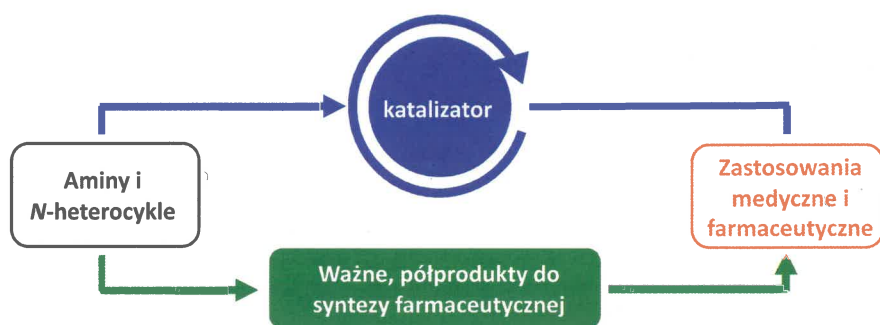 katalizator
Aminy i
N-heterocykle
Zastosowania
medyczne i
farmaceutyczne
Ważne, półprodukty do
syntezy farmaceutycznej